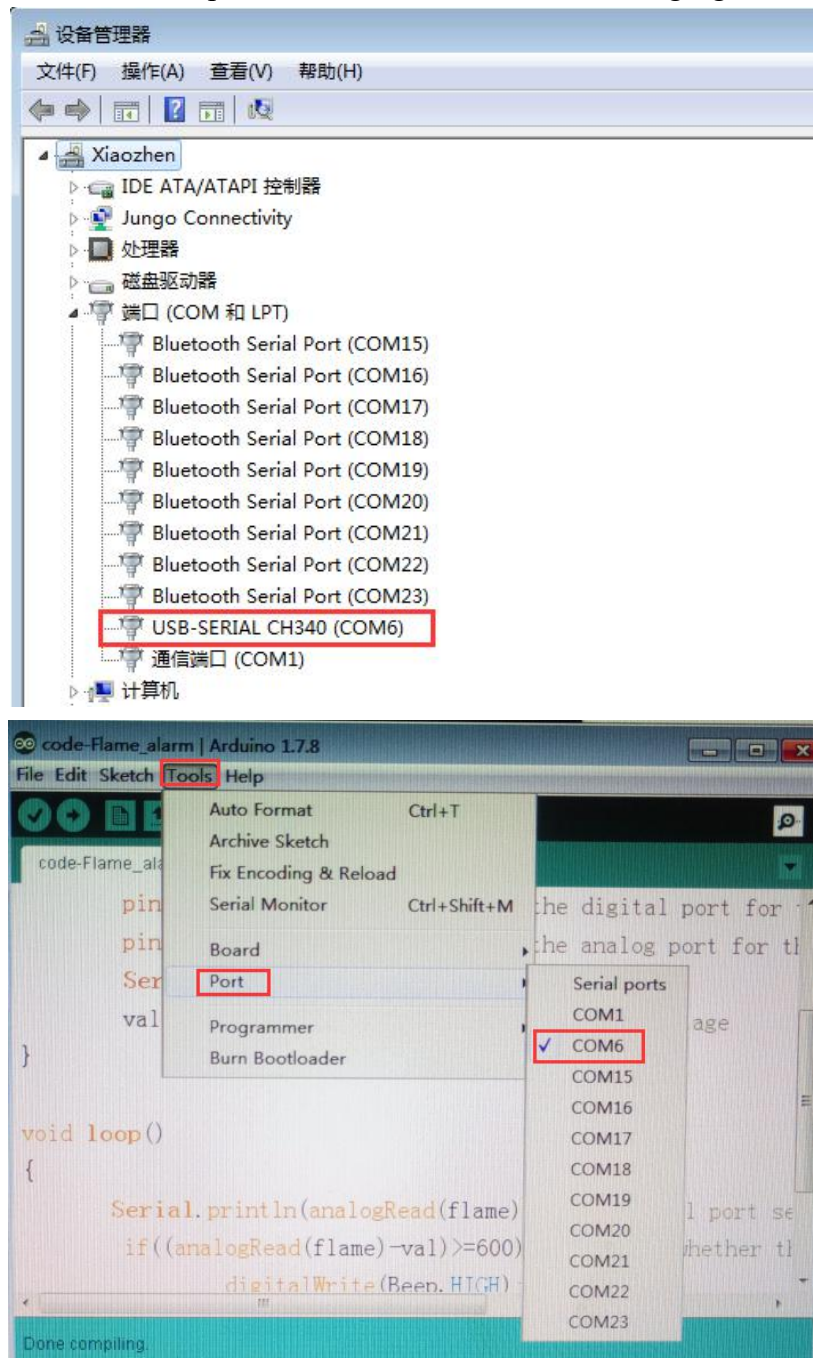 设备管理器
文件(F) 操作(A) 查看(V) 帮助(H)
Xiaozhen
IDE ATA/ATAPI 控制器
Jungo Connectivity
处理器
磁盘驱动器
端口 (COM 和 LPT)
Bluetooth Serial Port (COM15)
Bluetooth Serial Port (COM16)
Bluetooth Serial Port (COM17)
Bluetooth Serial Port (COM18)
Bluetooth Serial Port (COM19)
Bluetooth Serial Port (COM20)
Bluetooth Serial Port (COM21)
Bluetooth Serial Port (COM22)
Bluetooth Serial Port (COM23)
USB-SERIAL CH340 (COM6)
通信端口 (COM1)
计算机
code-Flame_alarm | Arduino 1.7.8
File Edit Sketch Tools Help
Auto Format Ctrl+T
Archive Sketch
Fix Encoding & Reload
Serial Monitor Ctrl+Shift+M
Board
Port
Programmer
Burn Bootloader
Serial ports
COM1
COM6
COM15
COM16
COM17
COM18
COM19
COM20
COM21
COM22
COM23
code-Flame_ala
pin the digital port for
pin the analog port for th
Ser
val age
}
void loop()
{
Serial.println(analogRead(flame) l port se
if((analogRead(flame)-val)>=600) hether th
digitalWrite(Beep,HIGH)
Done compiling.